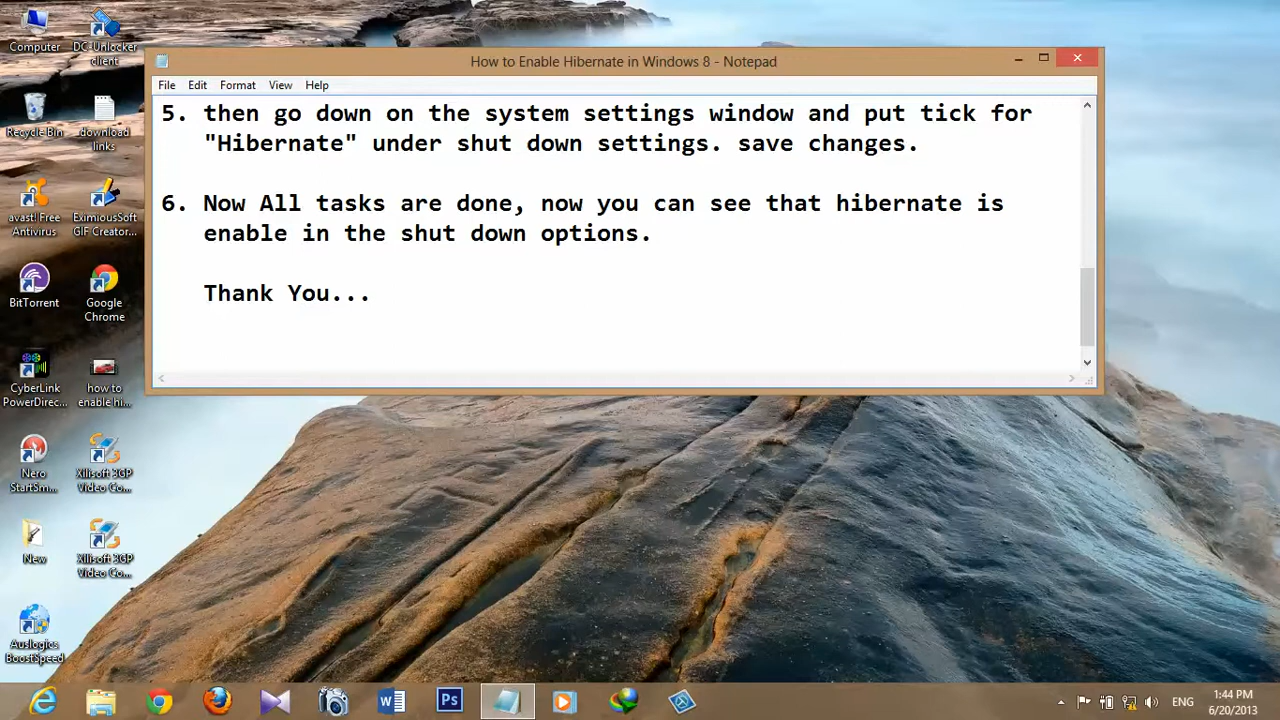 Computer
DC-Unlocker
client
Recycle Bin
download
links
avast! Free
Antivirus
EximiousSoft
GIF Creator...
BitTorrent
Google
Chrome
CyberLink
PowerDirec...
how to
enable hi...
Nero
StartSm...
Xilisoft 3GP
Video Co...
New
Xilisoft 3GP
Video Co...
Auslogics
BoostSpeed
How to Enable Hibernate in Windows 8 - Notepad
File Edit Format View Help
5. then go down on the system settings window and put tick for
"Hibernate" under shut down settings. save changes.
6. Now All tasks are done, now you can see that hibernate is
enable in the shut down options.
Thank You...
W
Ps
ENG
1:44 PM
6/20/2013